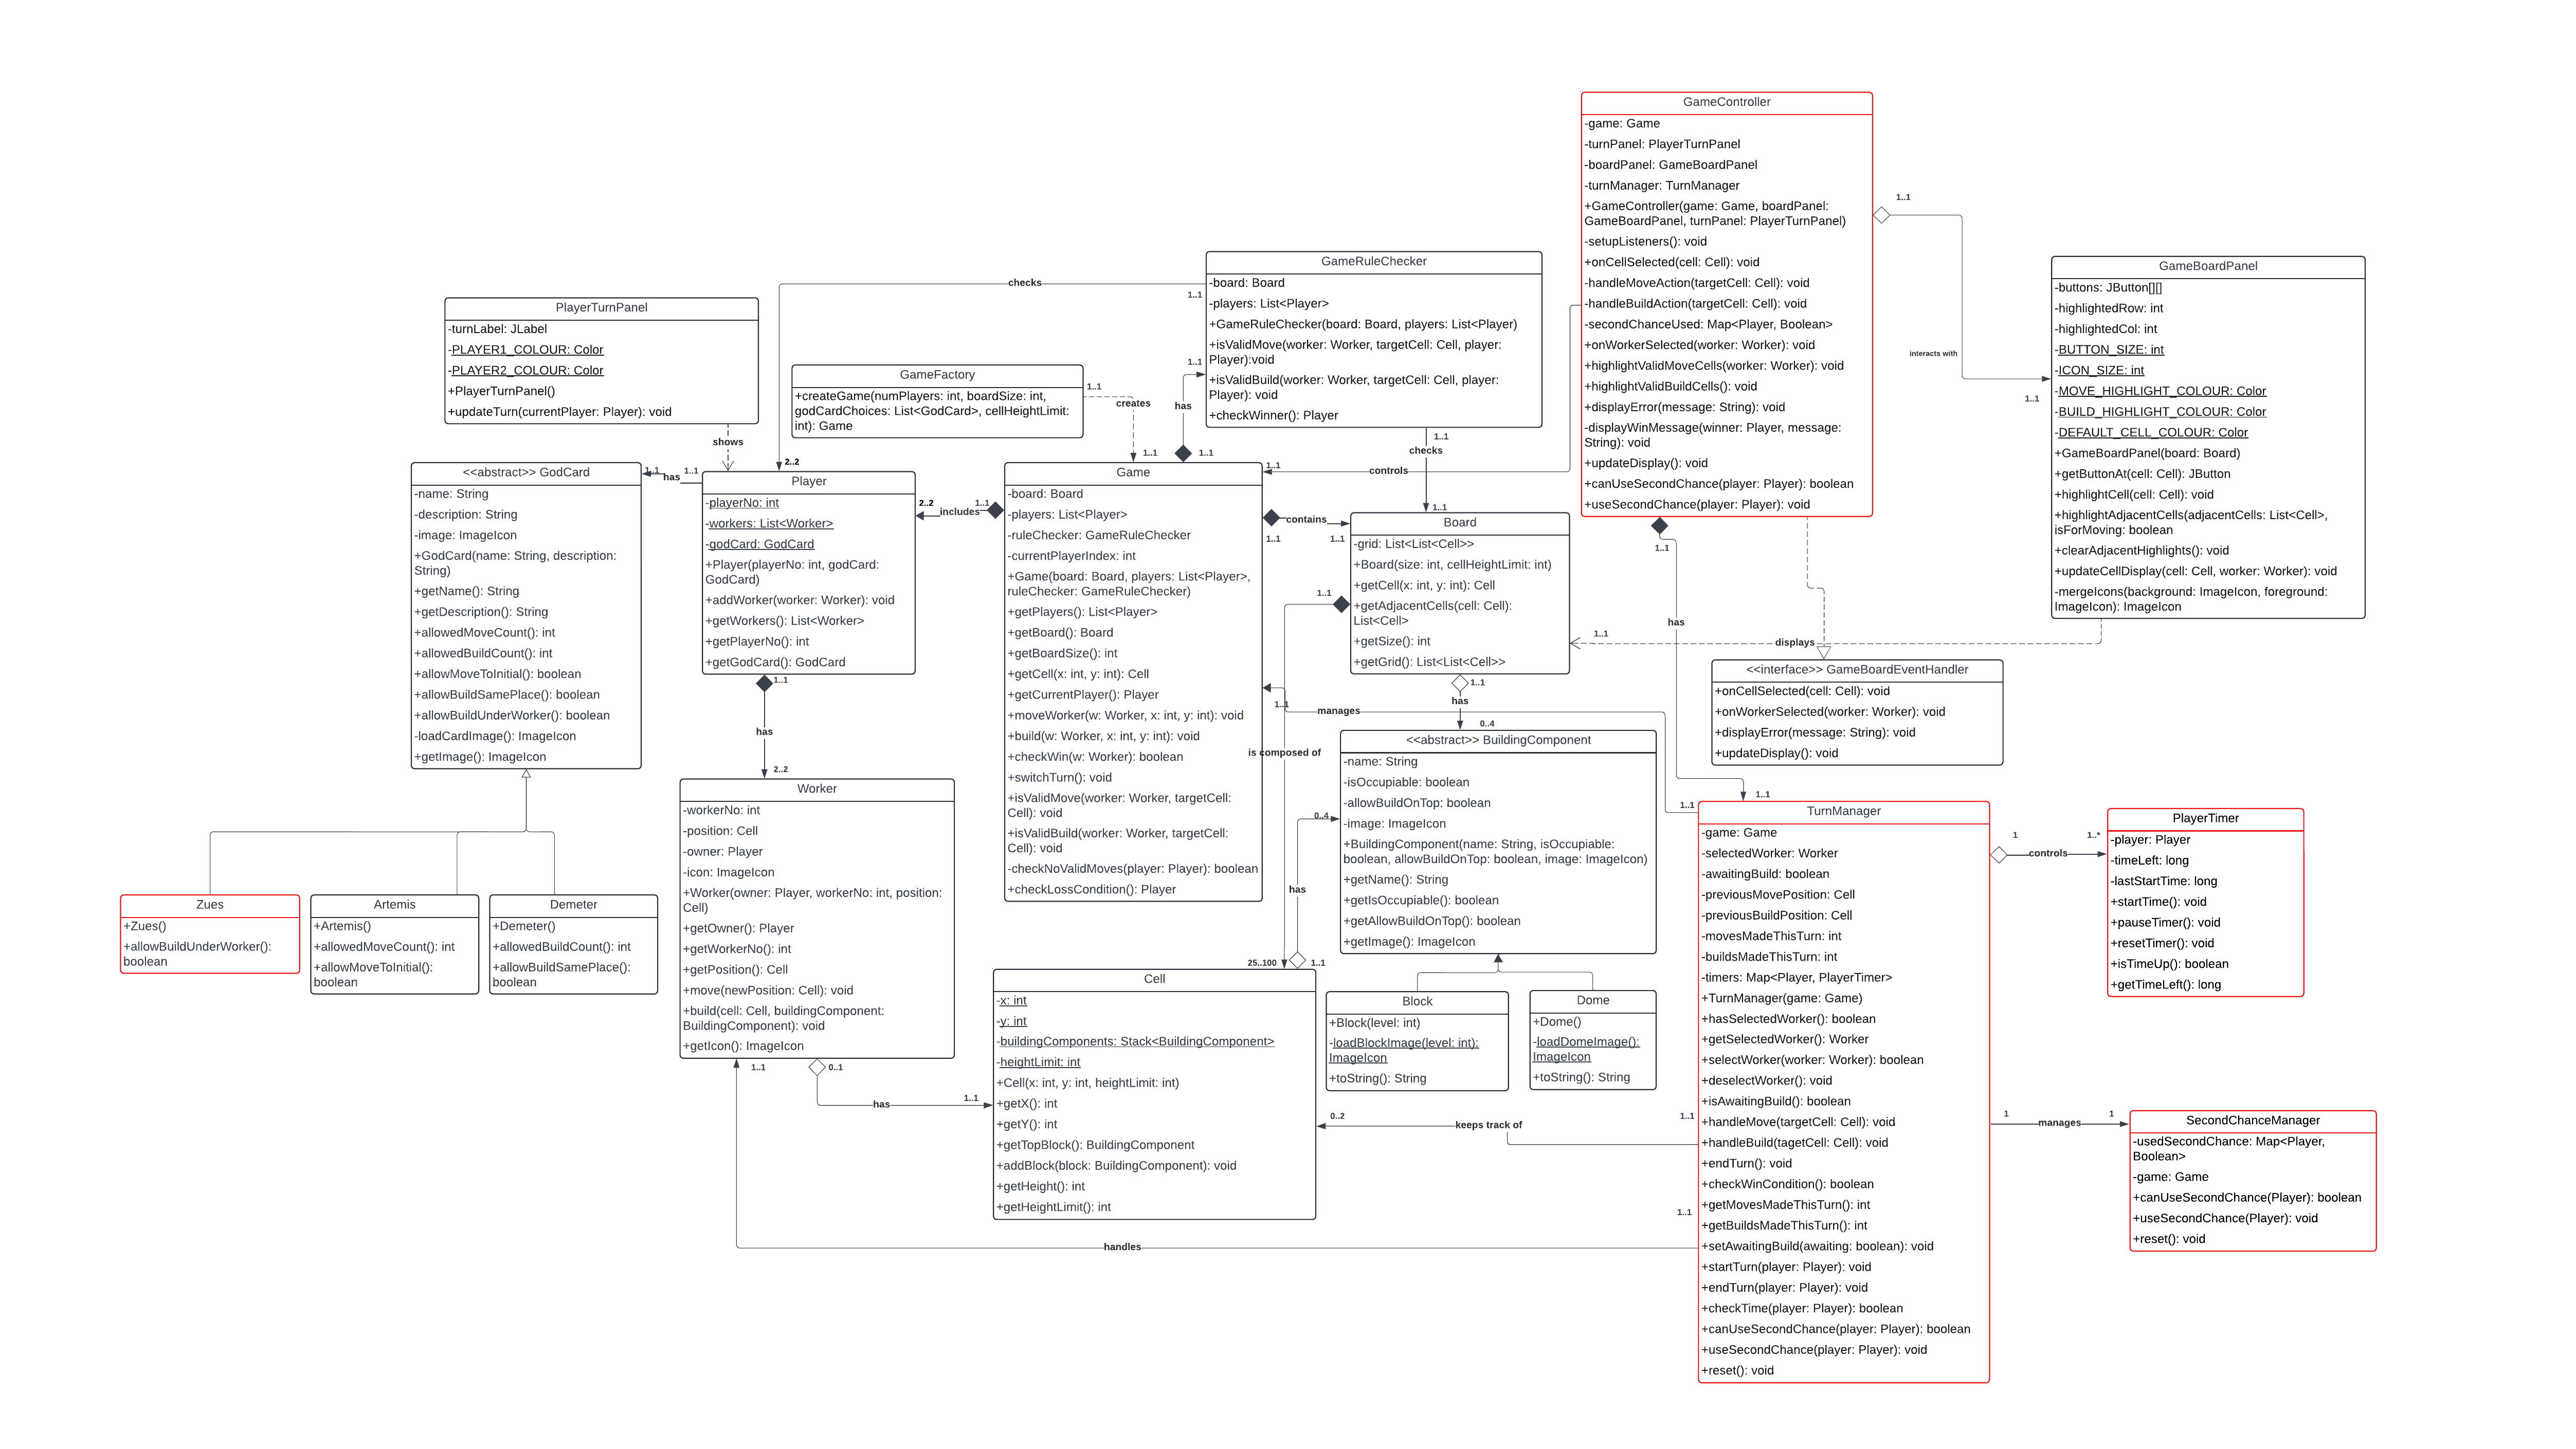 GameController
-game: Game
-turnPanel: PlayerTurnPanel
-boardPanel: GameBoardPanel
-turnManager: TurnManager
+GameController(game: Game, boardPanel:
GameBoardPanel, turnPanel: PlayerTurnPanel)
-setupListeners(): void
+onCellSelected(cell: Cell): void
-handleMoveAction(targetCell: Cell): void
-handleBuildAction(targetCell: Cell): void
-secondChanceUsed: Map<Player, Boolean>
+onWorkerSelected(worker: Worker): void
+highlightValidMoveCells(worker: Worker): void
+highlightValidBuildCells(): void
+displayError(message: String): void
-displayWinMessage(winner: Player, message:
String): void
+updateDisplay(): void
+canUseSecondChance(player: Player): boolean
+useSecondChance(player: Player): void
1..1
interacts with
1..1
GameBoardPanel
-buttons: JButton[][]
-highlightedRow: int
-highlightedCol: int
-BUTTON_SIZE: int
-ICON_SIZE: int
-MOVE_HIGHLIGHT_COLOUR: Color
-BUILD_HIGHLIGHT_COLOUR: Color
-DEFAULT_CELL_COLOUR: Color
+GameBoardPanel(board: Board)
+getButtonAt(cell: Cell): JButton
+highlightCell(cell: Cell): void
+highlightAdjacentCells(adjacentCells: List<Cell>,
isForMoving: boolean
+clearAdjacentHighlights(): void
+updateCellDisplay(cell: Cell, worker: Worker): void
-mergeIcons(background: ImageIcon, foreground:
ImageIcon): ImageIcon
GameRuleChecker
-board: Board
-players: List<Player>
+GameRuleChecker(board: Board, players: List<Player)
+isValidMove(worker: Worker, targetCell: Cell, player:
Player):void
+isValidBuild(worker: Worker, targetCell: Cell, player:
Player): void
+checkWinner(): Player
checks
1..1
2..2
PlayerTurnPanel
-turnLabel: JLabel
-PLAYER1_COLOUR: Color
-PLAYER2_COLOUR: Color
+PlayerTurnPanel()
+updateTurn(currentPlayer: Player): void
shows
GameFactory
+createGame(numPlayers: int, boardSize: int,
godCardChoices: List<GodCard>, cellHeightLimit:
int): Game
1..1
creates
1..1
1..1
has
1..1
1..1
checks
1..1
controls
1..1
<<abstract>> GodCard
-name: String
-description: String
-image: ImageIcon
+GodCard(name: String, description:
String)
+getName(): String
+getDescription(): String
+allowedMoveCount(): int
+allowedBuildCount(): int
+allowMoveToInitial(): boolean
+allowBuildSamePlace(): boolean
+allowBuildUnderWorker(): boolean
-loadCardImage(): ImageIcon
+getImage(): ImageIcon
1..1
has
1..1
Player
-playerNo: int
-workers: List<Worker>
-godCard: GodCard
+Player(playerNo: int, godCard:
GodCard)
+addWorker(worker: Worker): void
+getWorkers(): List<Worker>
+getPlayerNo(): int
+getGodCard(): GodCard
2..2
includes
1..1
Game
-board: Board
-players: List<Player>
-ruleChecker: GameRuleChecker
-currentPlayerIndex: int
+Game(board: Board, players: List<Player>,
ruleChecker: GameRuleChecker)
+getPlayers(): List<Player>
+getBoard(): Board
+getBoardSize(): int
+getCell(x: int, y: int): Cell
+getCurrentPlayer(): Player
+moveWorker(w: Worker, x: int, y: int): void
+build(w: Worker, x: int, y: int): void
+checkWin(w: Worker): boolean
+switchTurn(): void
+isValidMove(worker: Worker, targetCell:
Cell): void
+isValidBuild(worker: Worker, targetCell:
Cell): void
-checkNoValidMoves(player: Player): boolean
+checkLossCondition(): Player
contains
1..1
1..1
Board
-grid: List<List<Cell>>
+Board(size: int, cellHeightLimit: int)
+getCell(x: int, y: int): Cell
+getAdjacentCells(cell: Cell):
List<Cell>
+getSize(): int
+getGrid(): List<List<Cell>>
1..1
is composed of
25..100
1..1
has
0..4
1..1
displays
1..1
has
1..1
<<interface>> GameBoardEventHandler
+onCellSelected(cell: Cell): void
+onWorkerSelected(worker: Worker): void
+displayError(message: String): void
+updateDisplay(): void
1..1
manages
1..1
1..1
has
2..2
<<abstract>> BuildingComponent
-name: String
-isOccupiable: boolean
-allowBuildOnTop: boolean
-image: ImageIcon
+BuildingComponent(name: String, isOccupiable:
boolean, allowBuildOnTop: boolean, image: ImageIcon)
+getName(): String
+getIsOccupiable(): boolean
+getAllowBuildOnTop(): boolean
+getImage(): ImageIcon
0..4
has
1..1
Worker
-workerNo: int
-position: Cell
-owner: Player
-icon: ImageIcon
+Worker(owner: Player, workerNo: int, position:
Cell)
+getOwner(): Player
+getWorkerNo(): int
+getPosition(): Cell
+move(newPosition: Cell): void
+build(cell: Cell, buildingComponent:
BuildingComponent): void
+getIcon(): ImageIcon
Zues
+Zues()
+allowBuildUnderWorker():
boolean
Artemis
+Artemis()
+allowedMoveCount(): int
+allowMoveToInitial():
boolean
Demeter
+Demeter()
+allowedBuildCount(): int
+allowBuildSamePlace():
boolean
Cell
-x: int
-y: int
-buildingComponents: Stack<BuildingComponent>
-heightLimit: int
+Cell(x: int, y: int, heightLimit: int)
+getX(): int
+getY(): int
+getTopBlock(): BuildingComponent
+addBlock(block: BuildingComponent): void
+getHeight(): int
+getHeightLimit(): int
Block
+Block(level: int)
-loadBlockImage(level: int):
ImageIcon
+toString(): String
Dome
+Dome()
-loadDomeImage():
ImageIcon
+toString(): String
TurnManager
-game: Game
-selectedWorker: Worker
-awaitingBuild: boolean
-previousMovePosition: Cell
-previousBuildPosition: Cell
-movesMadeThisTurn: int
-buildsMadeThisTurn: int
-timers: Map<Player, PlayerTimer>
+TurnManager(game: Game)
+hasSelectedWorker(): boolean
+getSelectedWorker(): Worker
+selectWorker(worker: Worker): boolean
+deselectWorker(): void
+isAwaitingBuild(): boolean
+handleMove(targetCell: Cell): void
+handleBuild(tagetCell: Cell): void
+endTurn(): void
+checkWinCondition(): boolean
+getMovesMadeThisTurn(): int
+getBuildsMadeThisTurn(): int
+setAwaitingBuild(awaiting: boolean): void
+startTurn(player: Player): void
+endTurn(player: Player): void
+checkTime(player: Player): boolean
+canUseSecondChance(player: Player): boolean
+useSecondChance(player: Player): void
+reset(): void
1
controls
1..*
PlayerTimer
-player: Player
-timeLeft: long
-lastStartTime: long
+startTime(): void
+pauseTimer(): void
+resetTimer(): void
+isTimeUp(): boolean
+getTimeLeft(): long
1
manages
1
SecondChanceManager
-usedSecondChance: Map<Player,
Boolean>
-game: Game
+canUseSecondChance(Player): boolean
+useSecondChance(Player): void
+reset(): void
1..1
0..1
has
1..1
0..2
keeps track of
1..1
1..1
handles